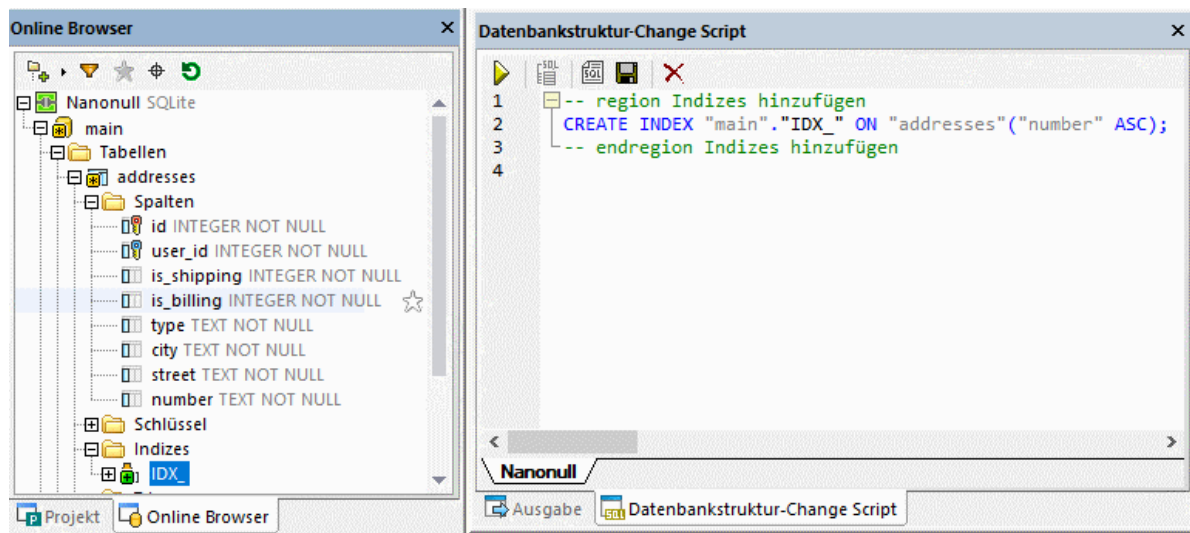 Online Browser
Nanonull SQLite
main
Tabellen
addresses
Spalten
id INTEGER NOT NULL
user_id INTEGER NOT NULL
is_shipping INTEGER NOT NULL
is_billing INTEGER NOT NULL
type TEXT NOT NULL
city TEXT NOT NULL
street TEXT NOT NULL
number TEXT NOT NULL
Schlüssel
Indizes
IDX_
Projekt
Online Browser
Datenbankstruktur-Change Script
1 -- region Indizes hinzufügen
2 CREATE INDEX "main"."IDX_" ON "addresses"("number" ASC);
3 -- endregion Indizes hinzufügen
4
Nanonull
Ausgabe
Datenbankstruktur-Change Script